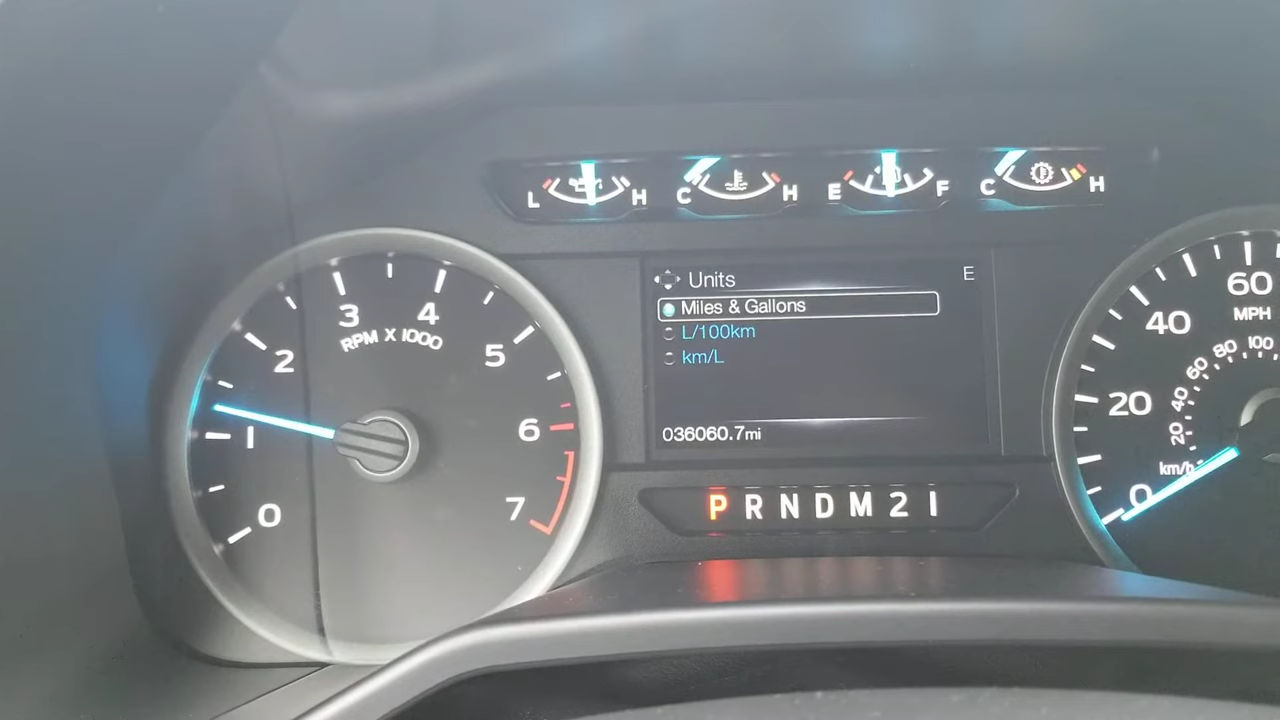 L H
C H
E F
C H
Units E
Miles & Gallons
L/100km
km/L
036060.7mi
P R N D M 2 1
0 1 2 3 4 5 6 7
RPM X 1000
0 20 40 60
MPH
20 40 60 80 100
km/h